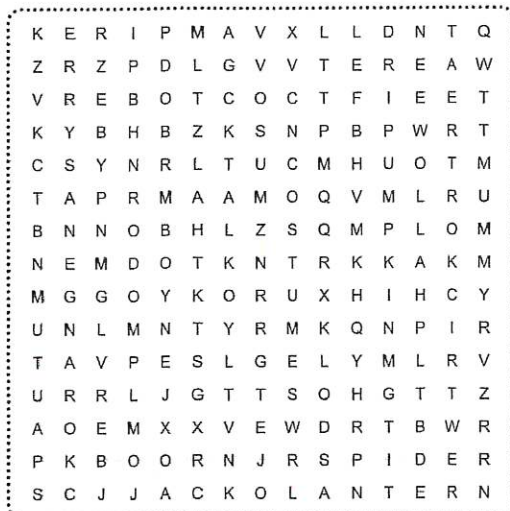 K E R I P M A V X L L D N T Q
Z R Z P D L G V V T E R E A W
V R E B O T C O C T F I E E T
K Y B H B Z K S N P B P W R T
C S Y N R L T U C M H U O T M
T A P R M A A M O Q V M L R U
B N N O B H L Z S Q M P L O M
N E M D O T K N T R K K A K M
M G G O Y K O R U X H I H C Y
U N L M N T Y R M K Q N P I R
T A V P E S L G E L Y M L R V
U R R L J G T T S O H G T T Z
A O E M X X V E W D R T B W R
P K B O O R N J R S P I D E R
S C J J A C K O L A N T E R N